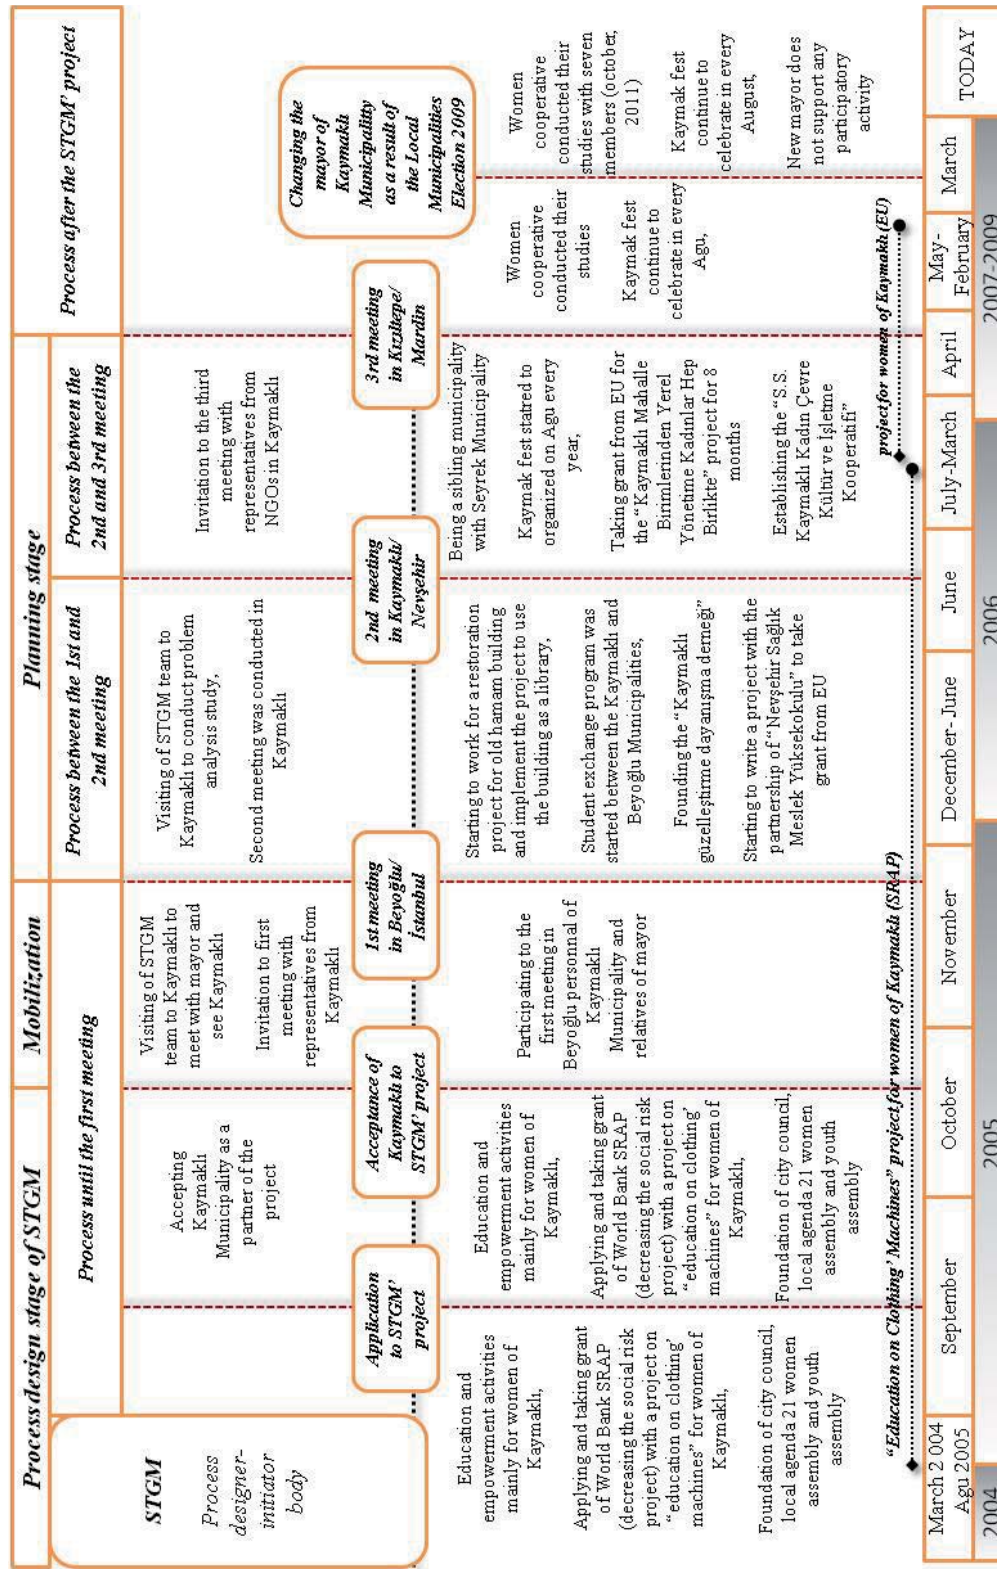 Process design stage of STGM
Mobilization
Planning stage
Process after the STGM' project
Process until the first meeting
Process between the 1st and
2nd meeting
Process between the
2nd and 3rd meeting
STGM
Process
designer-
initiator
body
Accepting
Kaymaklı
Municipality as a
partner of the
project
Visiting of STGM
team to Kaymaklı to
meet with mayor and
see Kaymaklı
Invitation to first
meeting with
representatives from
Kaymaklı
Visiting of STGM team to
Kaymaklı to conduct problem
analysis study,
Second meeting was conducted in
Kaymaklı
Invitation to the third
meeting with
representatives from
NGOs in Kaymaklı
Application
to STGM'
project
Acceptance of
Kaymaklı to
STGM' project
1st meeting
in Beyoğlu/
İstanbul
2nd meeting
in Kaymaklı/
Nevşehir
3rd meeting
in Kızıltepe/
Mardin
Changing the
mayor of
Kaymaklı
Municipality
as a result of
the Local
Municipalities
Election 2009
Education and
empowerment activities
mainly for women of
Kaymaklı,
Applying and taking grant
of World Bank SRAP
(decreasing the social risk
project) with a project on
“education on clothing’
machines” for women of
Kaymaklı,
Foundation of city council,
local agenda 21 women
assembly and youth
assembly
Education and
empowerment activities
mainly for women of
Kaymaklı,
Applying and taking grant
of World Bank SRAP
(decreasing the social risk
project) with a project on
“education on clothing’
machines” for women of
Kaymaklı,
Foundation of city council,
local agenda 21 women
assembly and youth
assembly
Participating to the
first meeting in
Beyoğlu personnal of
Kaymaklı
Municipality and
relatives of mayor
Starting to work for a restoration
project for old hamam building
and implement the project to use
the building as a library,
Student exchange program was
started between the Kaymaklı and
Beyoğlu Municipalities,
Founding the “Kaymaklı
güzelleştirme dayanışma derneği”
Starting to write a project with the
partnership of “Nevşehir Sağlık
Meslek Yüksekokulu” to take
grant from EU
Being a sibling municipality
with Seyrek Municipality
Kaymak fest statred to
organized on Agu every
year,
Taking grant from EU for
the “Kaymaklı Mahalle
Birimlerinden Yerel
Yönetime Kadınlar Hep
Birlikte” project for 8
months
Establishing the “S.S.
Kaymaklı Kadın Çevre
Kültür ve İşletme
Kooperatifi”
Women
cooperative
conducted their
studies
Kaymak fest
continue to
celebrate in every
Agu,
Women
cooperative
conducted their
studies with seven
members (october,
2011)
Kaymak fest
continue to
celebrate in every
August,
New mayor does
not support any
participatory
activity
“Education on Clothing’ Machines” project for women of Kaymaklı (SRAP)
project for women of Kaymaklı (EU)
March 2004
Agu 2005
September
October
November
December- June
June
July-March
April
May-
February
March
TODAY
2004
2005
2006
2007-2009